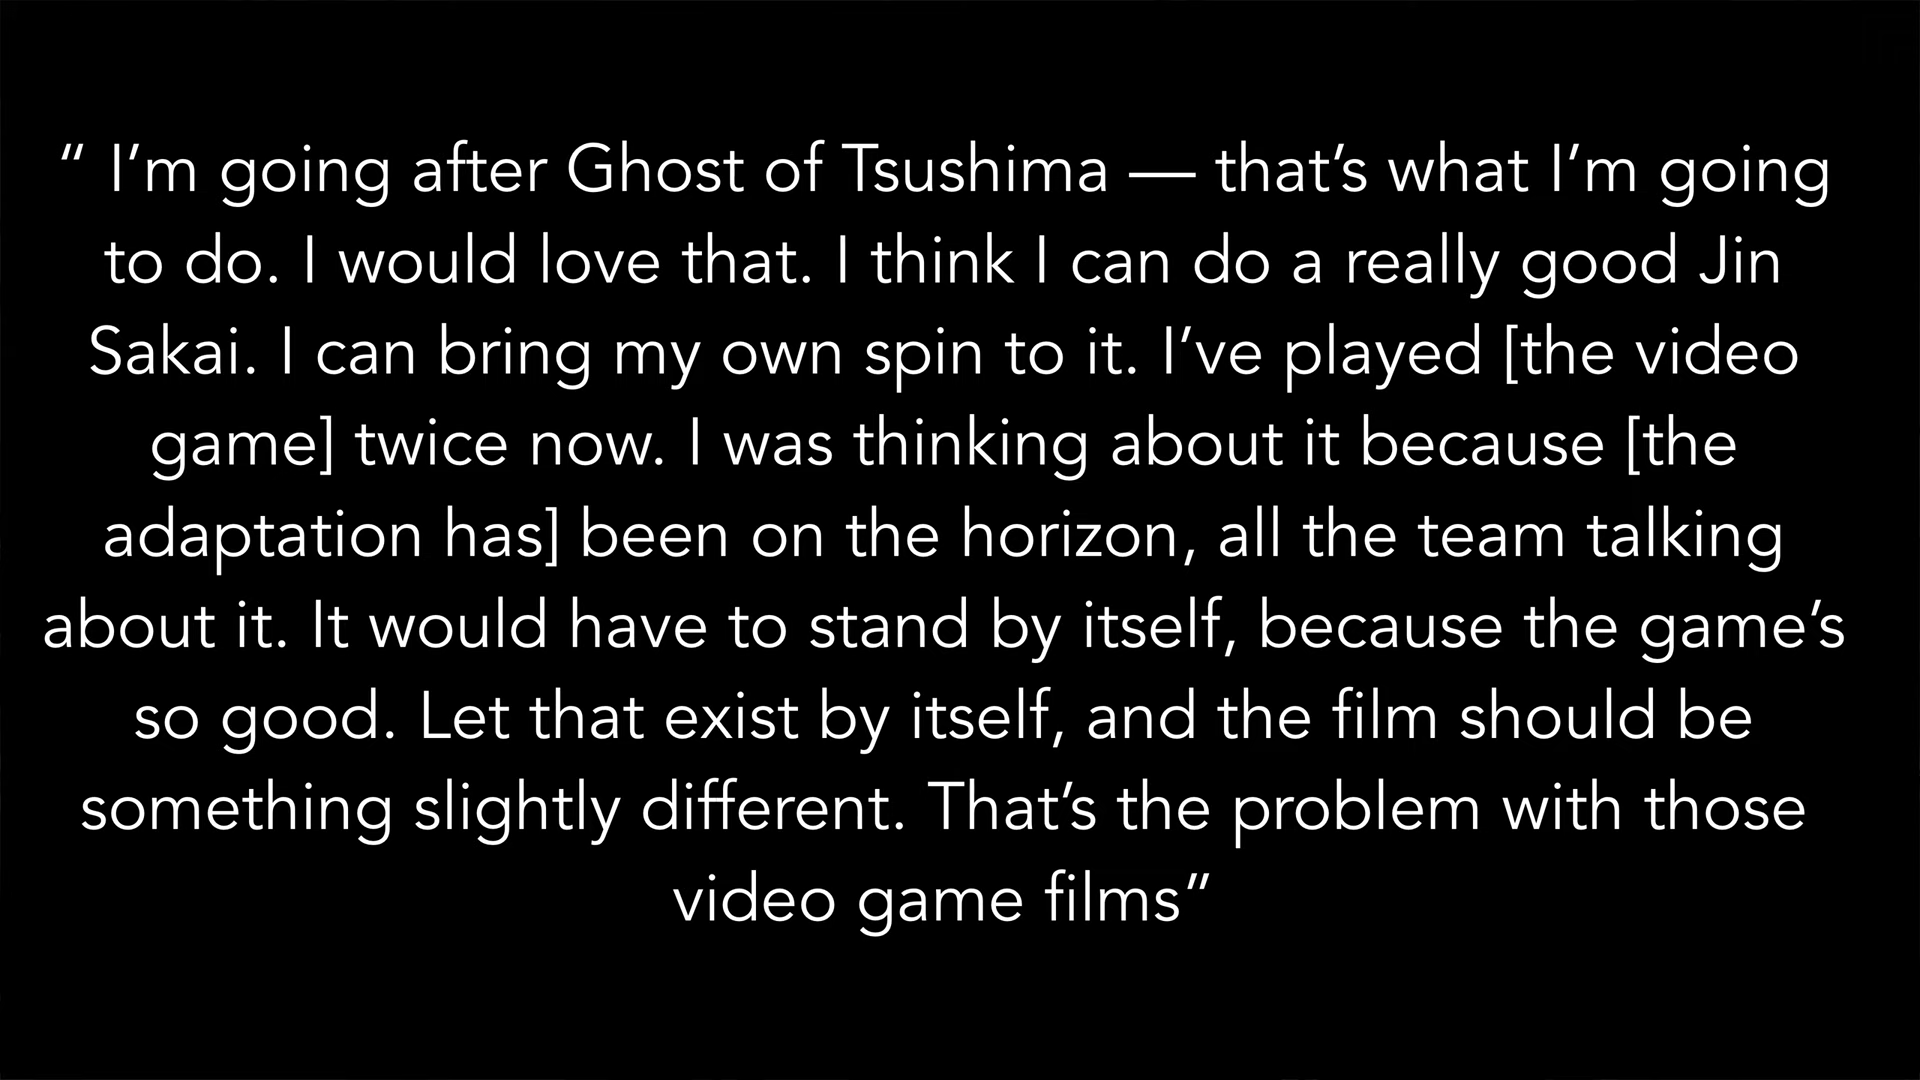 “ I’m going after Ghost of Tsushima — that’s what I’m going
to do. I would love that. I think I can do a really good Jin
Sakai. I can bring my own spin to it. I’ve played [the video
game] twice now. I was thinking about it because [the
adaptation has] been on the horizon, all the team talking
about it. It would have to stand by itself, because the game’s
so good. Let that exist by itself, and the film should be
something slightly different. That’s the problem with those
video game films”